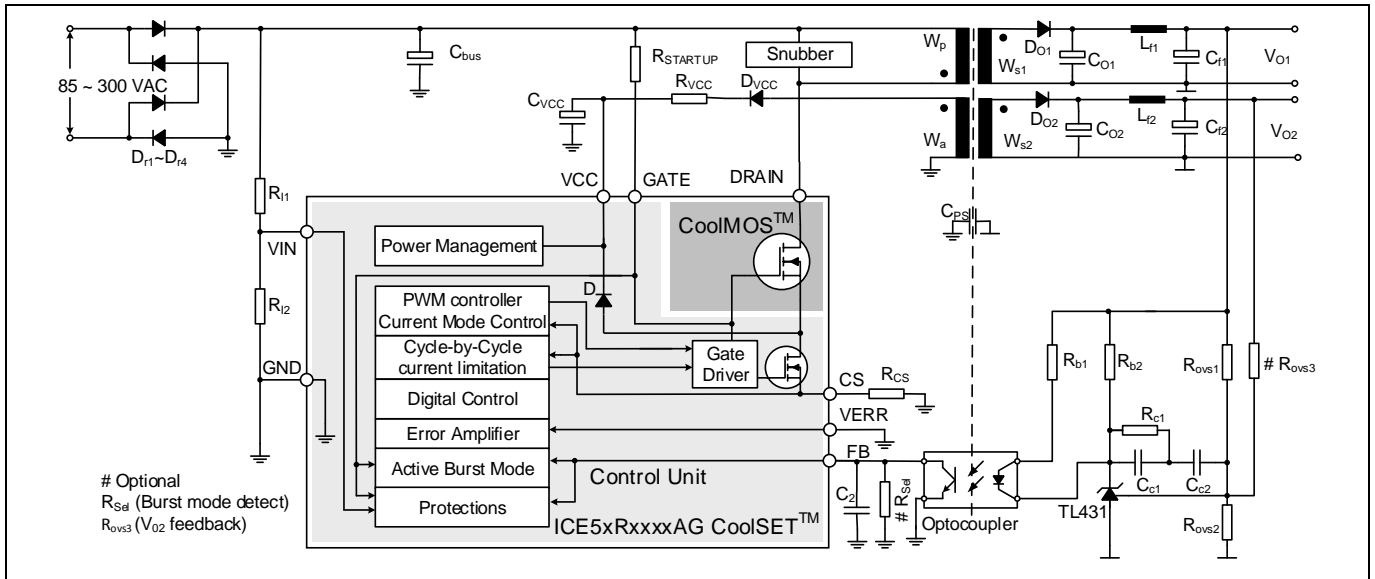 85 ~ 300 VAC
Dr1~Dr4
Cbus
RSTARTUP
Snubber
Wp
Ws1
DO1
CO1
Lf1
Cf1
VO1
CVCC
RVCC
DVCC
Wa
Ws2
DO2
CO2
Lf2
Cf2
VO2
RI1
VIN
RI2
GND
VCC
GATE
DRAIN
CPS
CoolMOS™
Power Management
D
PWM controller
Current Mode Control
Cycle-by-Cycle
current limitation
Digital Control
Error Amplifier
Active Burst Mode
Protections
Gate
Driver
CS
RCS
VERR
FB
Control Unit
ICE5xRxxxxAG CoolSET™
C2
# RSel
Optocoupler
Rb1
Rb2
Rovs1
# Rovs3
Rc1
Cc1
Cc2
TL431
Rovs2
# Optional
RSel (Burst mode detect)
Rovs3 (V02 feedback)